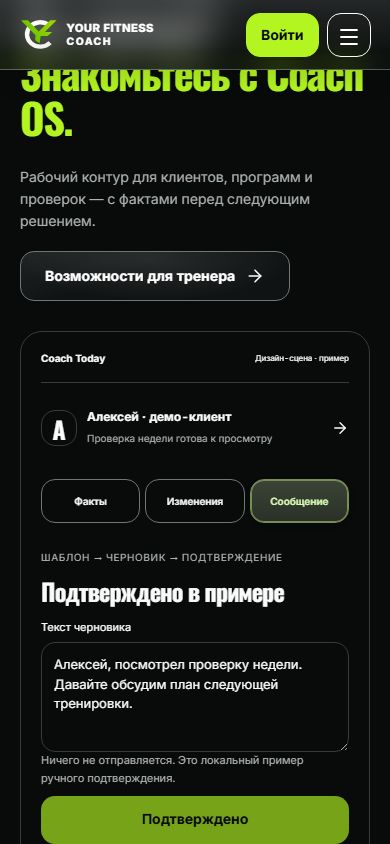 YOUR FITNESS
COACH
Войти
Знакомьтесь с Coach
OS.
Рабочий контур для клиентов, программ и
проверок — с фактами перед следующим
решением.
Возможности для тренера →
Coach Today
Дизайн-сцена · пример
А
Алексей · демо-клиент
Проверка недели готова к просмотру
→
Факты
Изменения
Сообщение
ШАБЛОН → ЧЕРНОВИК → ПОДТВЕРЖДЕНИЕ
Подтверждено в примере
Текст черновика
Алексей, посмотрел проверку недели.
Давайте обсудим план следующей
тренировки.
Ничего не отправляется. Это локальный пример
ручного подтверждения.
Подтверждено